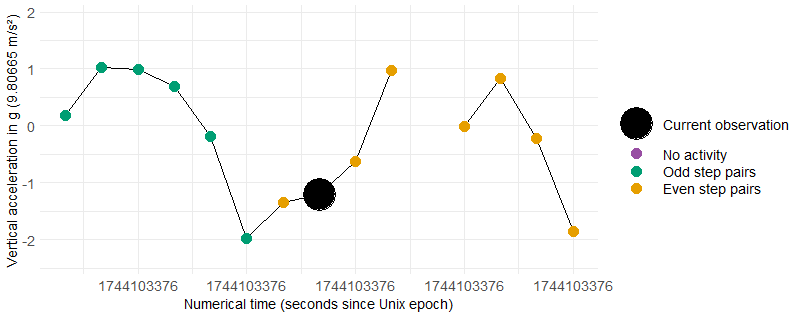 Vertical acceleration in g (9.80665 m/s²)
2
1
0
-1
-2
1744103376
1744103376
1744103376
1744103376
1744103376
Numerical time (seconds since Unix epoch)
Current observation
No activity
Odd step pairs
Even step pairs